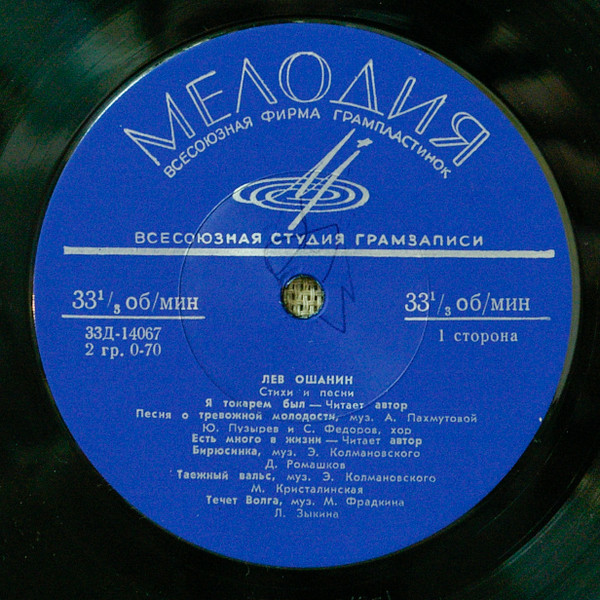 МЕЛОДИЯ
ВСЕСОЮЗНАЯ ФИРМА ГРАМПЛАСТИНОК
ВСЕСОЮЗНАЯ СТУДИЯ ГРАМЗАПИСИ
33 1/3 об/мин
33 1/3 об/мин
33Д-14067
1 сторона
2 гр. 0-70
ЛЕВ ОШАНИН
Стихи и песни
Я токарем был — Читает автор
Песня о тревожной молодости, муз. А. Пахмутовой
Ю. Пузырев и С. Федоров, хор
Есть много в жизни — Читает автор
Бирюсинка, муз. Э. Колмановского
Д. Ромашков
Таежный вальс, муз. Э. Колмановского
М. Кристалинская
Течет Волга, муз. М. Фрадкина
Л. Зыкина